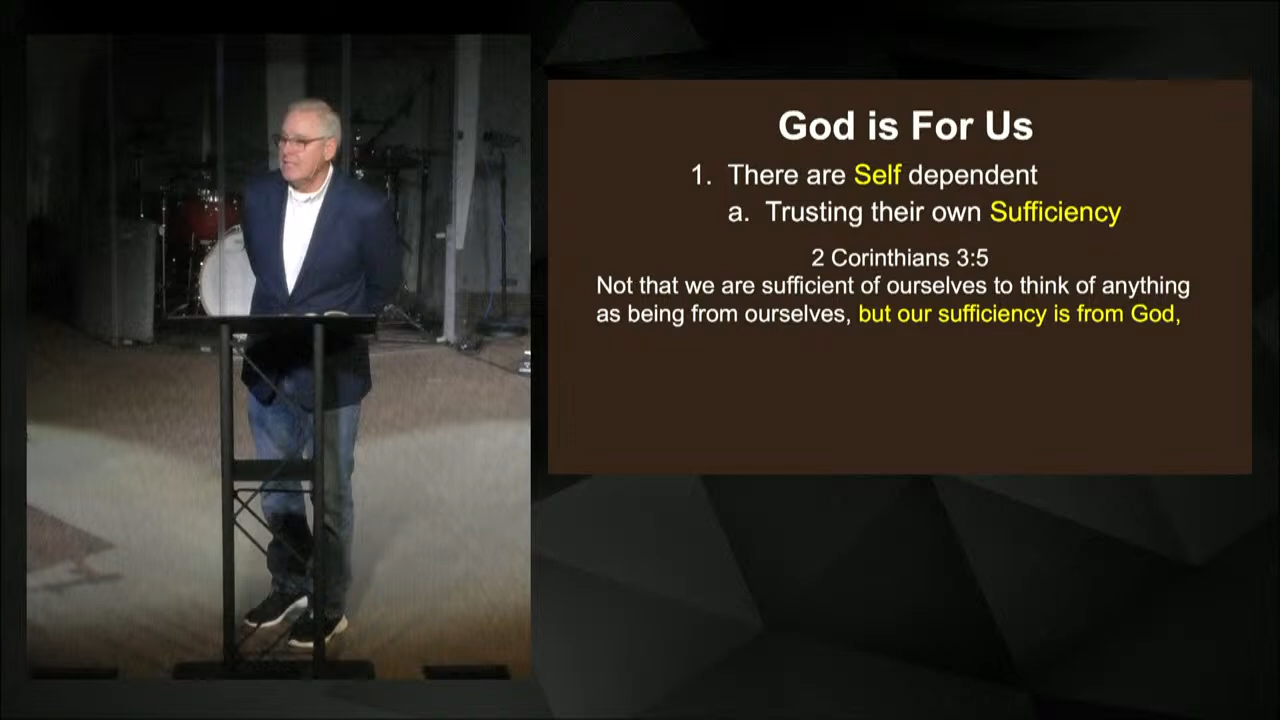 God is For Us
1. There are Self dependent
a. Trusting their own Sufficiency
2 Corinthians 3:5
Not that we are sufficient of ourselves to think of anything
as being from ourselves, but our sufficiency is from God,